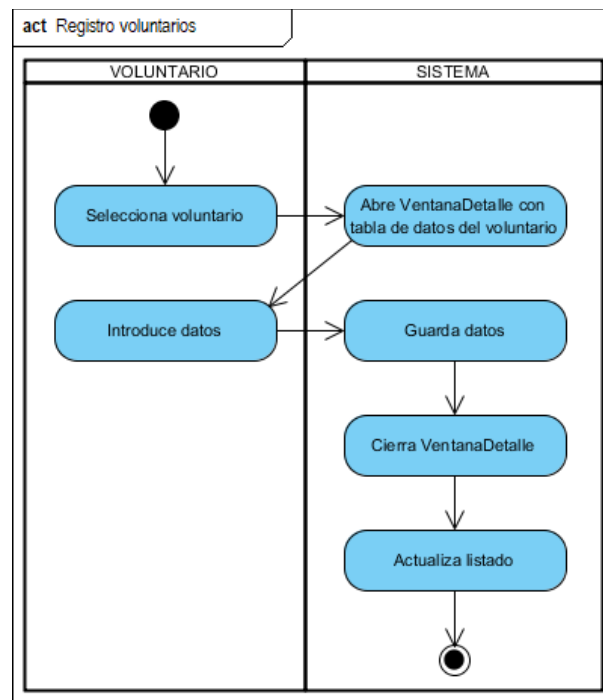 act Registro voluntarios
VOLUNTARIO
SISTEMA
Selecciona voluntario
Abre VentanaDetalle con
tabla de datos del voluntario
Introduce datos
Guarda datos
Cierra VentanaDetalle
Actualiza listado